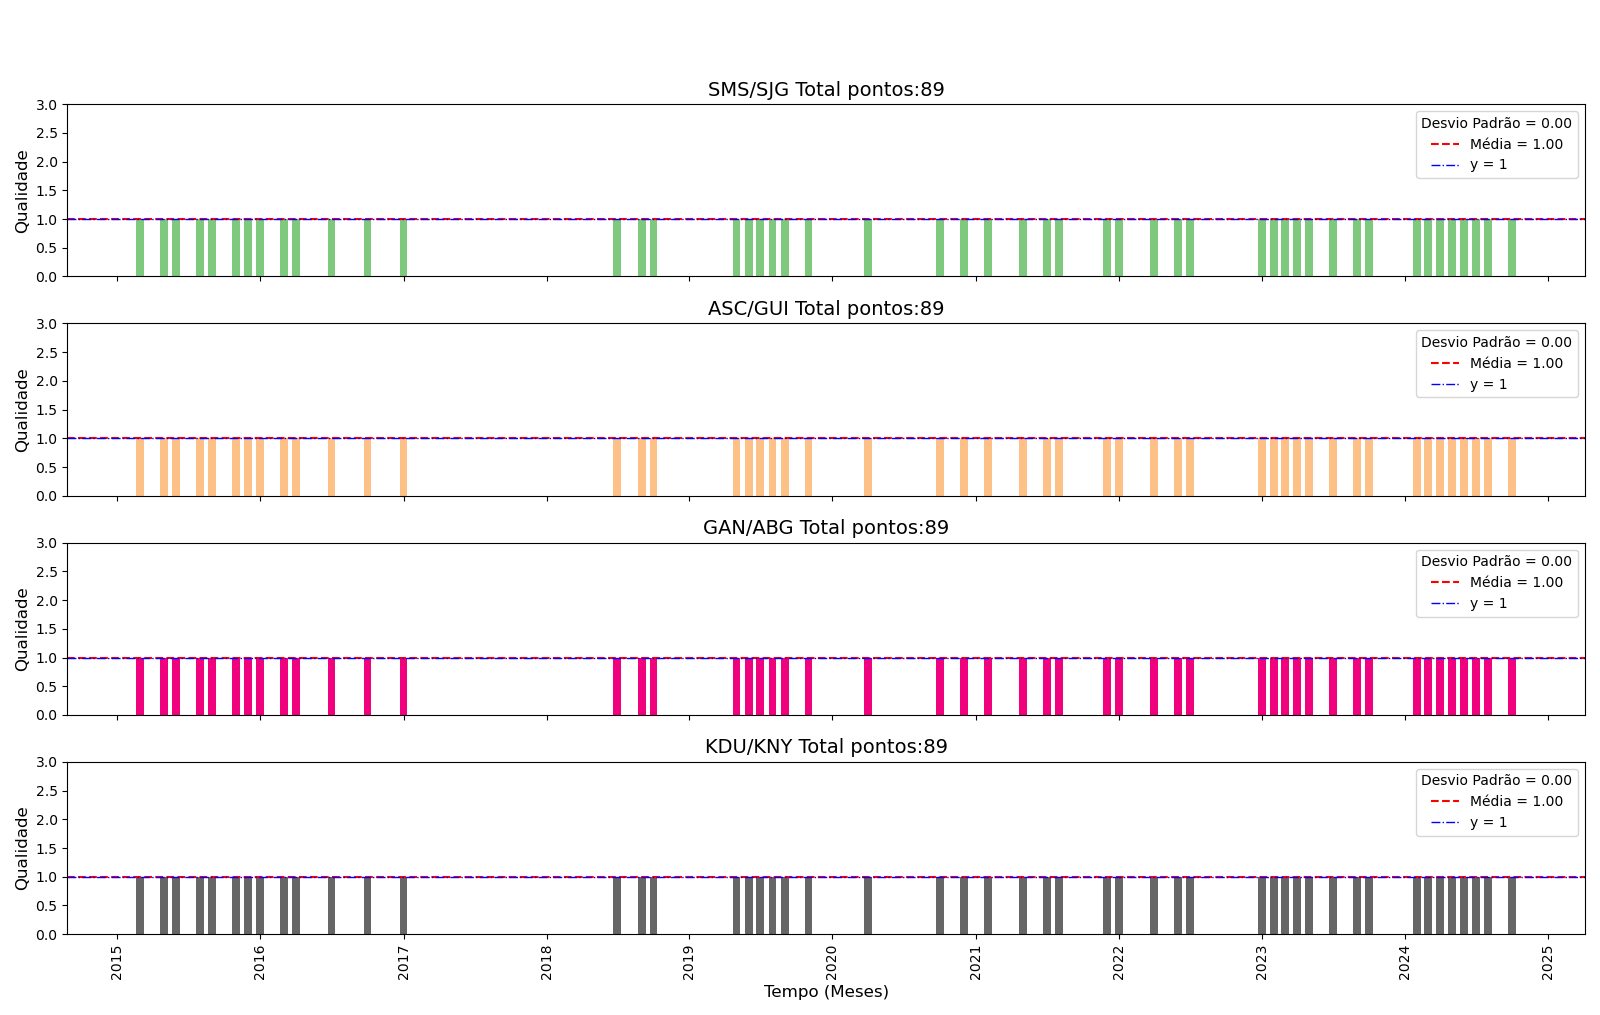 SMS/SJG Total pontos:89
3.0
2.5
2.0
1.5
1.0
0.5
0.0
Qualidade
Desvio Padrão = 0.00
Média = 1.00
y = 1
ASC/GUI Total pontos:89
3.0
2.5
2.0
1.5
1.0
0.5
0.0
Qualidade
Desvio Padrão = 0.00
Média = 1.00
y = 1
GAN/ABG Total pontos:89
3.0
2.5
2.0
1.5
1.0
0.5
0.0
Qualidade
Desvio Padrão = 0.00
Média = 1.00
y = 1
KDU/KNY Total pontos:89
3.0
2.5
2.0
1.5
1.0
0.5
0.0
Qualidade
Desvio Padrão = 0.00
Média = 1.00
y = 1
2015
2016
2017
2018
2019
2020
2021
2022
2023
2024
2025
Tempo (Meses)